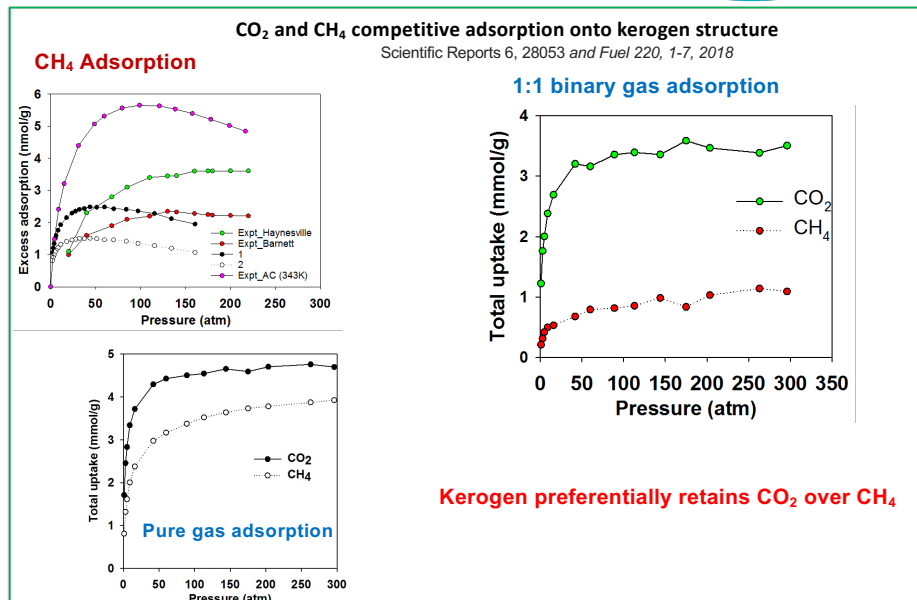 CO2 and CH4 competitive adsorption onto kerogen structure
Scientific Reports 6, 28053 and Fuel 220, 1-7, 2018
CH4 Adsorption
Excess adsorption (nmol/g)
6
5
4
3
2
1
0
Expt_Haynesville
Expt_Barnett
1
2
Expt_AC (343K)
0 50 100 150 200 250 300
Pressure (atm)
1:1 binary gas adsorption
Total uptake (mmol/g)
4
3
2
1
0
CO2
CH4
0 50 100 150 200 250 300 350
Pressure (atm)
Total uptake (mmol/g)
5
4
3
2
1
0
CO2
CH4
Pure gas adsorption
0 50 100 150 200 250 300
Pressure (atm)
Kerogen preferentially retains CO2 over CH4